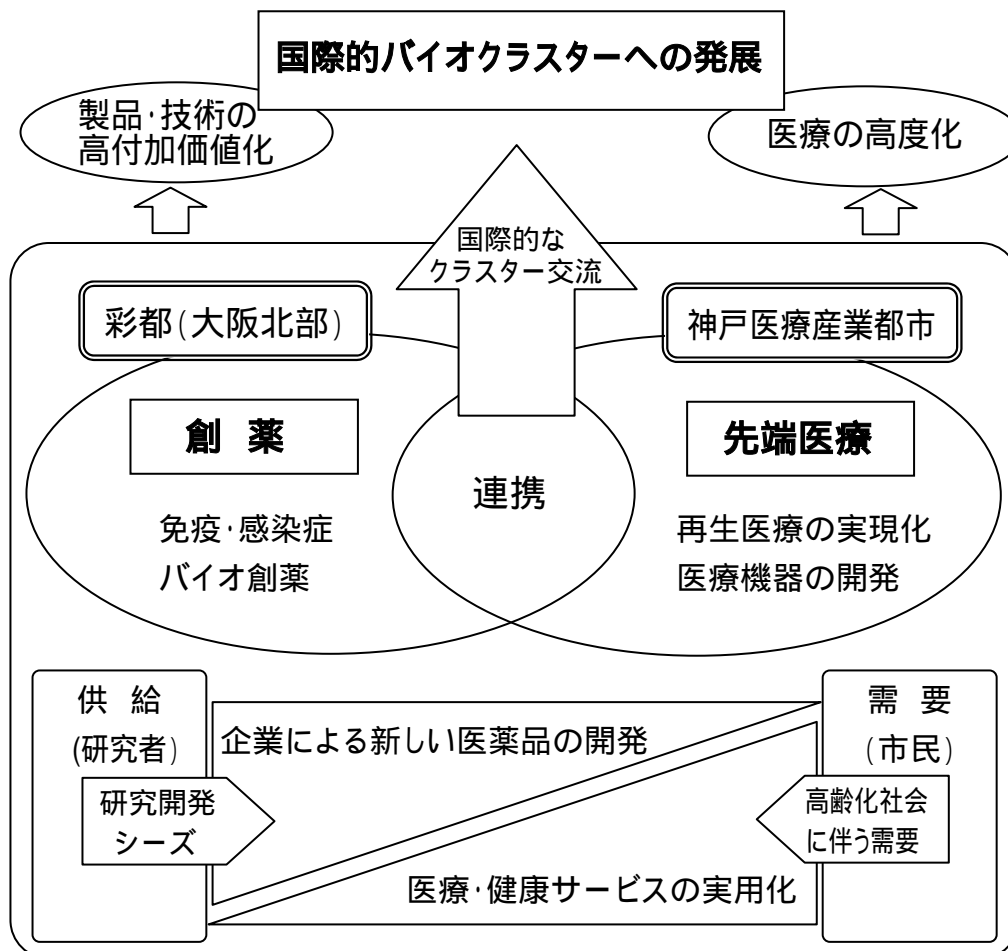 国際的バイオクラスターへの発展
製品・技術の
高付加価値化
医療の高度化
国際的な
クラスター交流
彩都(大阪北部)
神戸医療産業都市
創 薬
先端医療
連携
免疫・感染症
バイオ創薬
再生医療の実現化
医療機器の開発
供 給
(研究者)
需 要
(市民)
企業による新しい医薬品の開発
研究開発
シーズ
高齢化社会
に伴う需要
医療・健康サービスの実用化